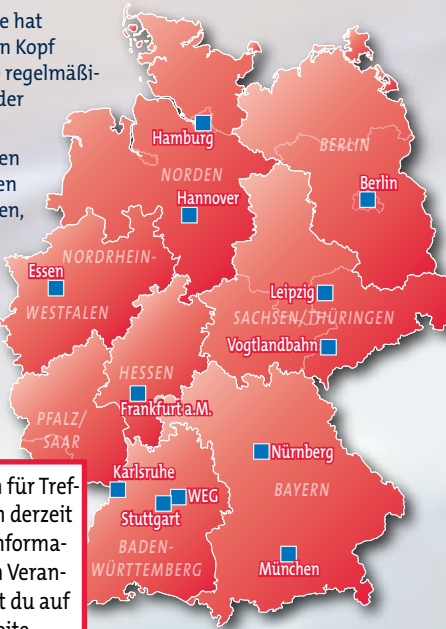 e hat
n Kopf
regelmäßi-
der
en
en
en,
Hamburg
BERLIN
NORDEN
Berlin
Hannover
NORDRHEIN-
Essen
WESTFALEN
Leipzig
SACHSEN/THÜRINGEN
Vogtlandbahn
HESSEN
Frankfurt a.M.
PFALZ/
SAAR
Nürnberg
Karlsruhe
WEG
BAYERN
Stuttgart
BADEN-
WÜRTTEMBERG
München
n für Tref-
n derzeit
nforma-
n Veran-
t du auf